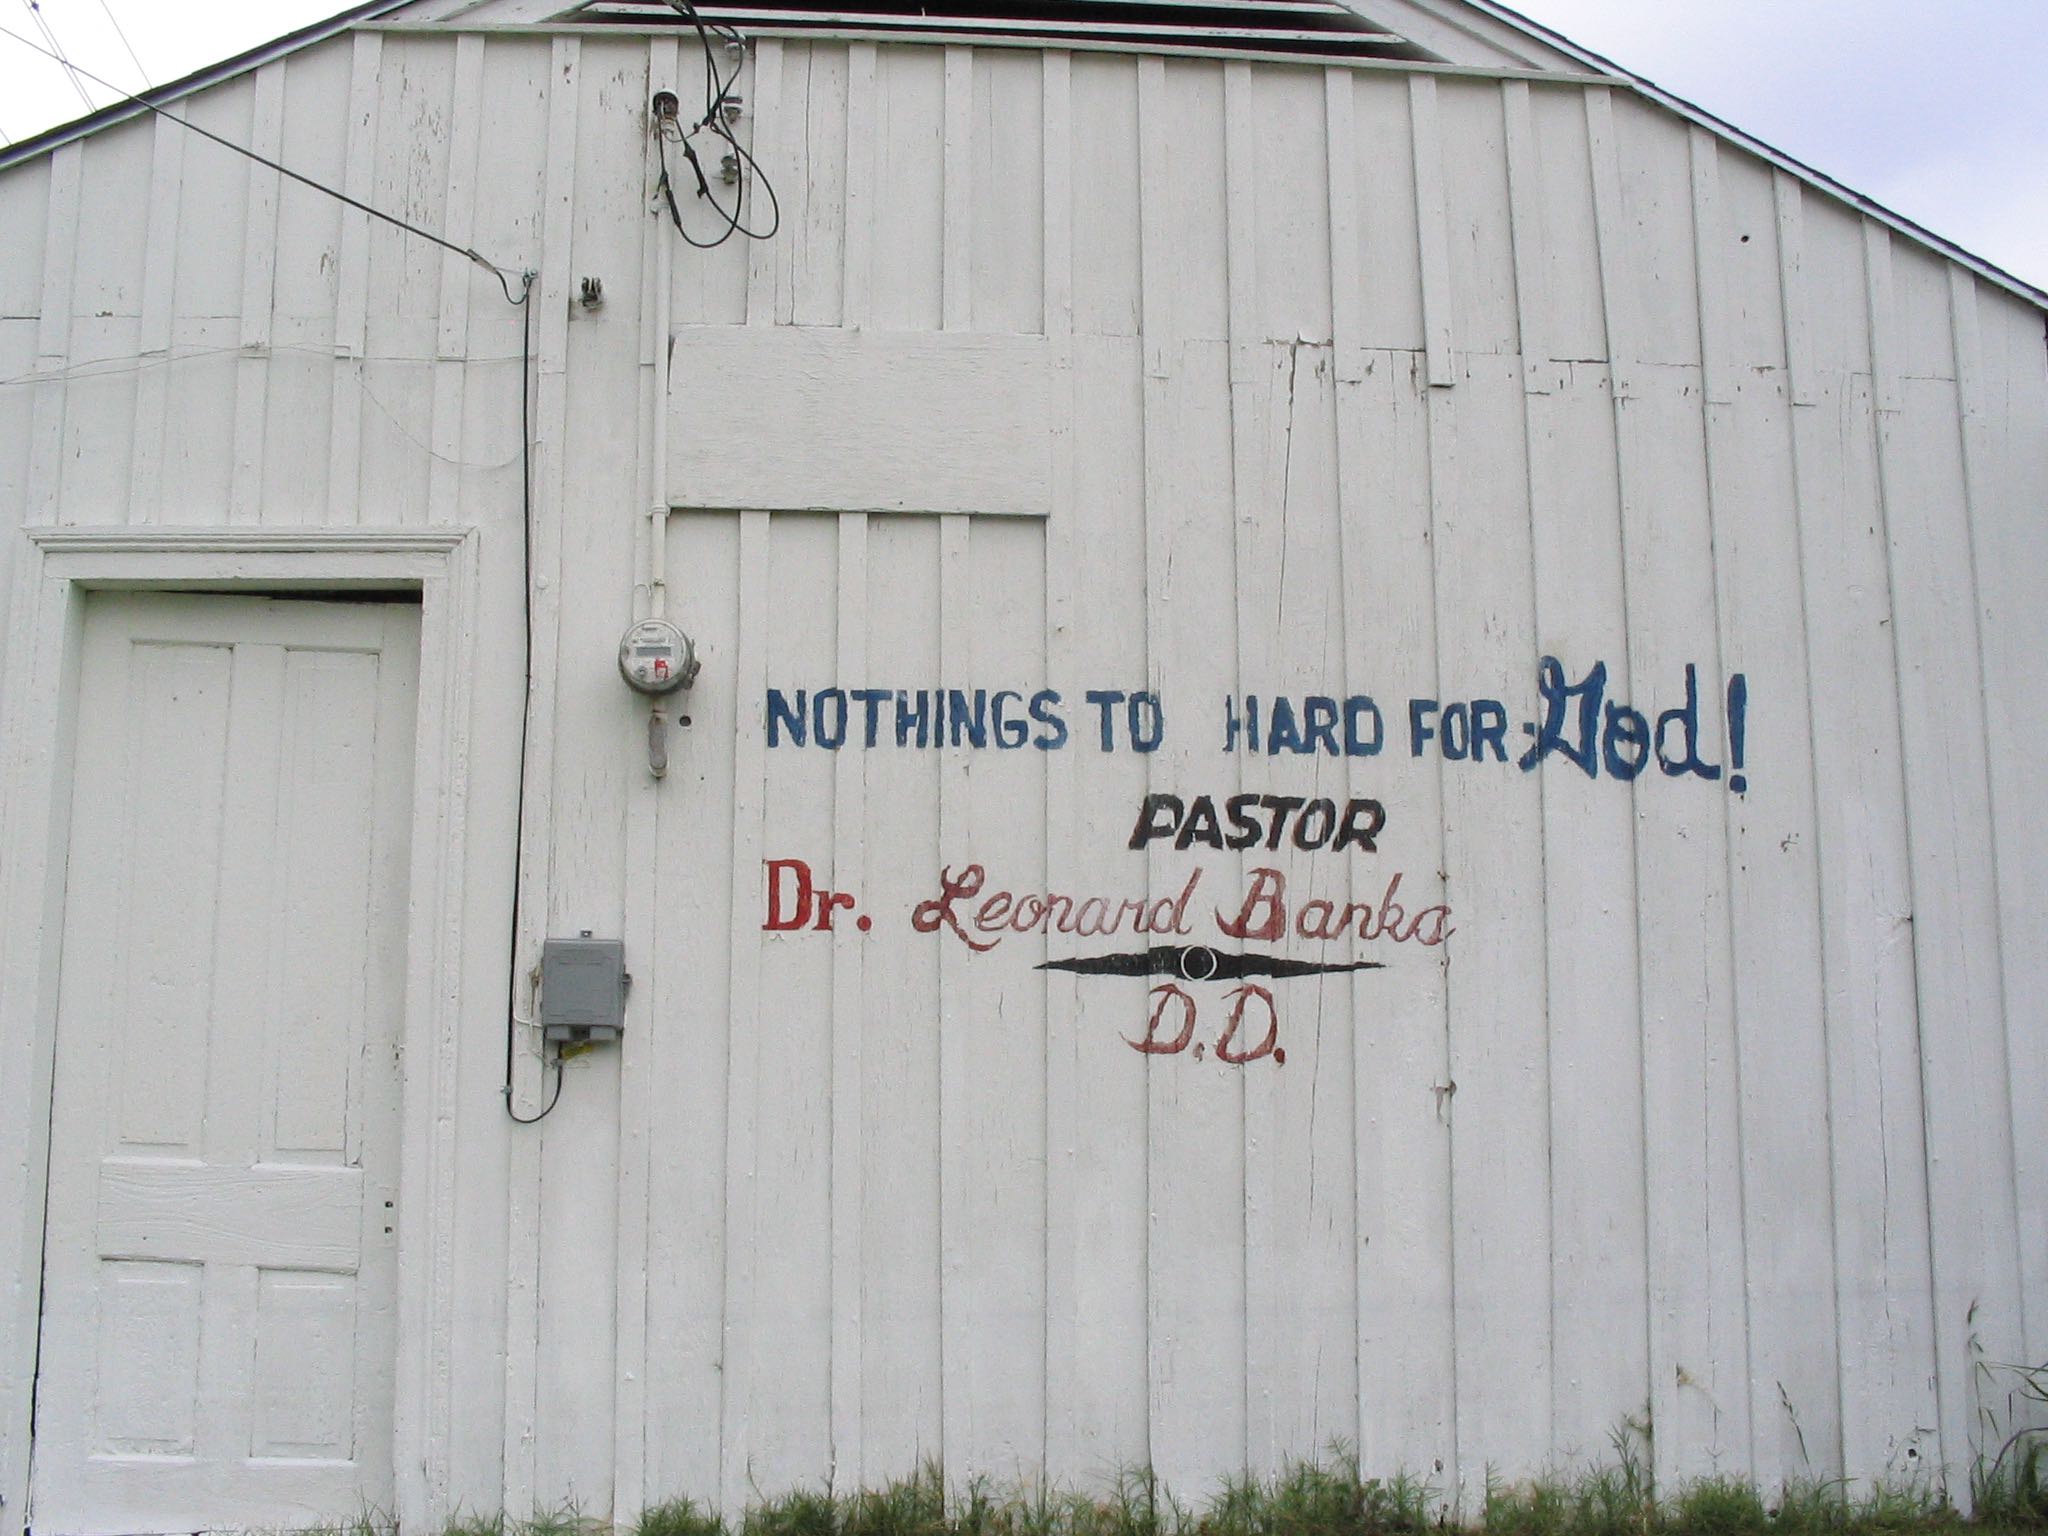 NOTHINGS TO HARD FOR God!
PASTOR
Dr. Leonard Banks
D.D.